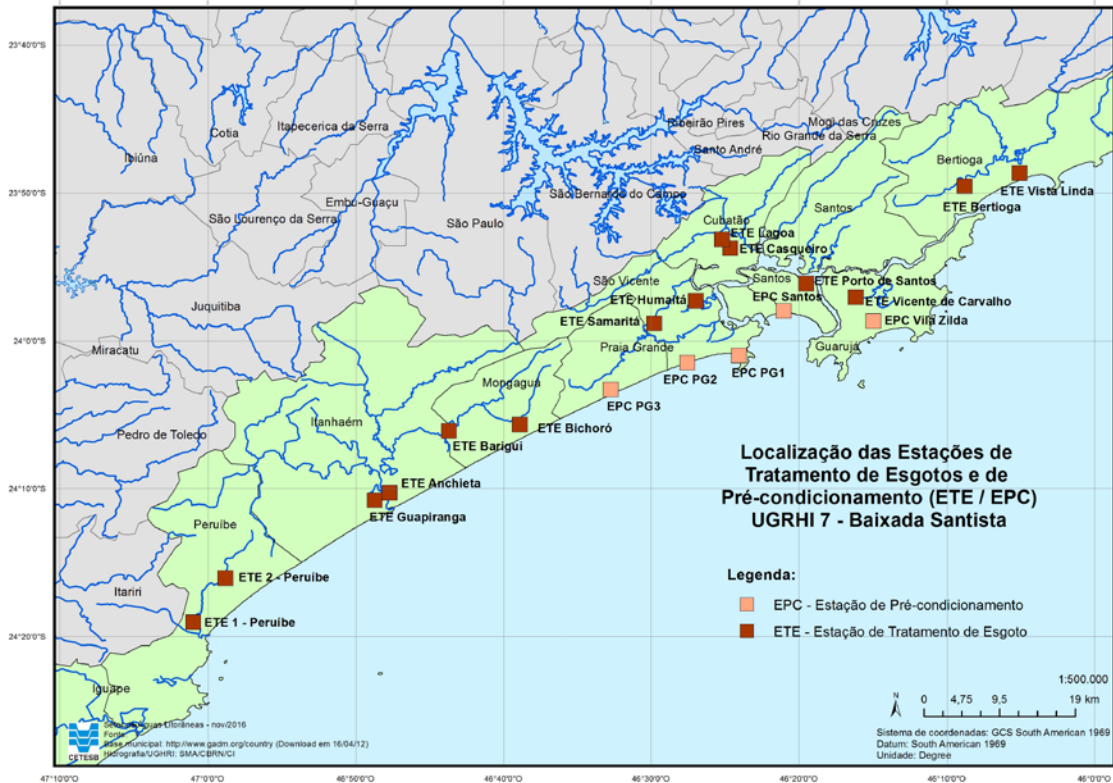 23°40'0"S
23°50'0"S
24°0'0"S
24°10'0"S
24°20'0"S
Ibiúna
Cotia
Itapecerica da Serra
Ribeirão Pires
Santo André
Mogi das Cruzes
Rio Grande da Serra
Bertioga
ETE Vista Linda
ETE Bertioga
São Lourenço da Serra
Embu-Guaçu
São Paulo
São Bernardo do Campo
Cubatão
Santos
ETE Lagoa
ETE Casqueiro
São Vicente
Santos
ETE Porto de Santos
ETE Humaitá
EPC Santos
ETE Vicente de Carvalho
Juquitiba
ETE Samaritá
EPC Vila Zilda
Praia Grande
Guarujá
Miracatu
EPC PG2
EPC PG1
Mongaguá
EPC PG3
Itanhaém
Pedro de Toledo
ETE Bichoró
ETE Barigui
ETE Anchieta
ETE Guapiranga
Peruíbe
ETE 2 - Peruíbe
Itariri
ETE 1 - Peruíbe
Iguape
Localização das Estações de
Tratamento de Esgotos e de
Pré-condicionamento (ETE / EPC)
UGRHI 7 - Baixada Santista
Legenda:
EPC - Estação de Pré-condicionamento
ETE - Estação de Tratamento de Esgoto
1:500.000
N
0 4,75 9,5 19 km
Sistema de coordenadas: GCS South American 1969
Datum: South American 1969
Unidade: Degree
CETESB
Águas Litorâneas - nov/2016
Fonte
Base municipal: http://www.gadm.org/country (Download em 16/04/12)
Hidrografia/UGHRI: SMA/CBRN/CI
47°10'0"O
47°0'0"O
46°50'0"O
46°40'0"O
46°30'0"O
46°20'0"O
46°10'0"O
46°0'0"O